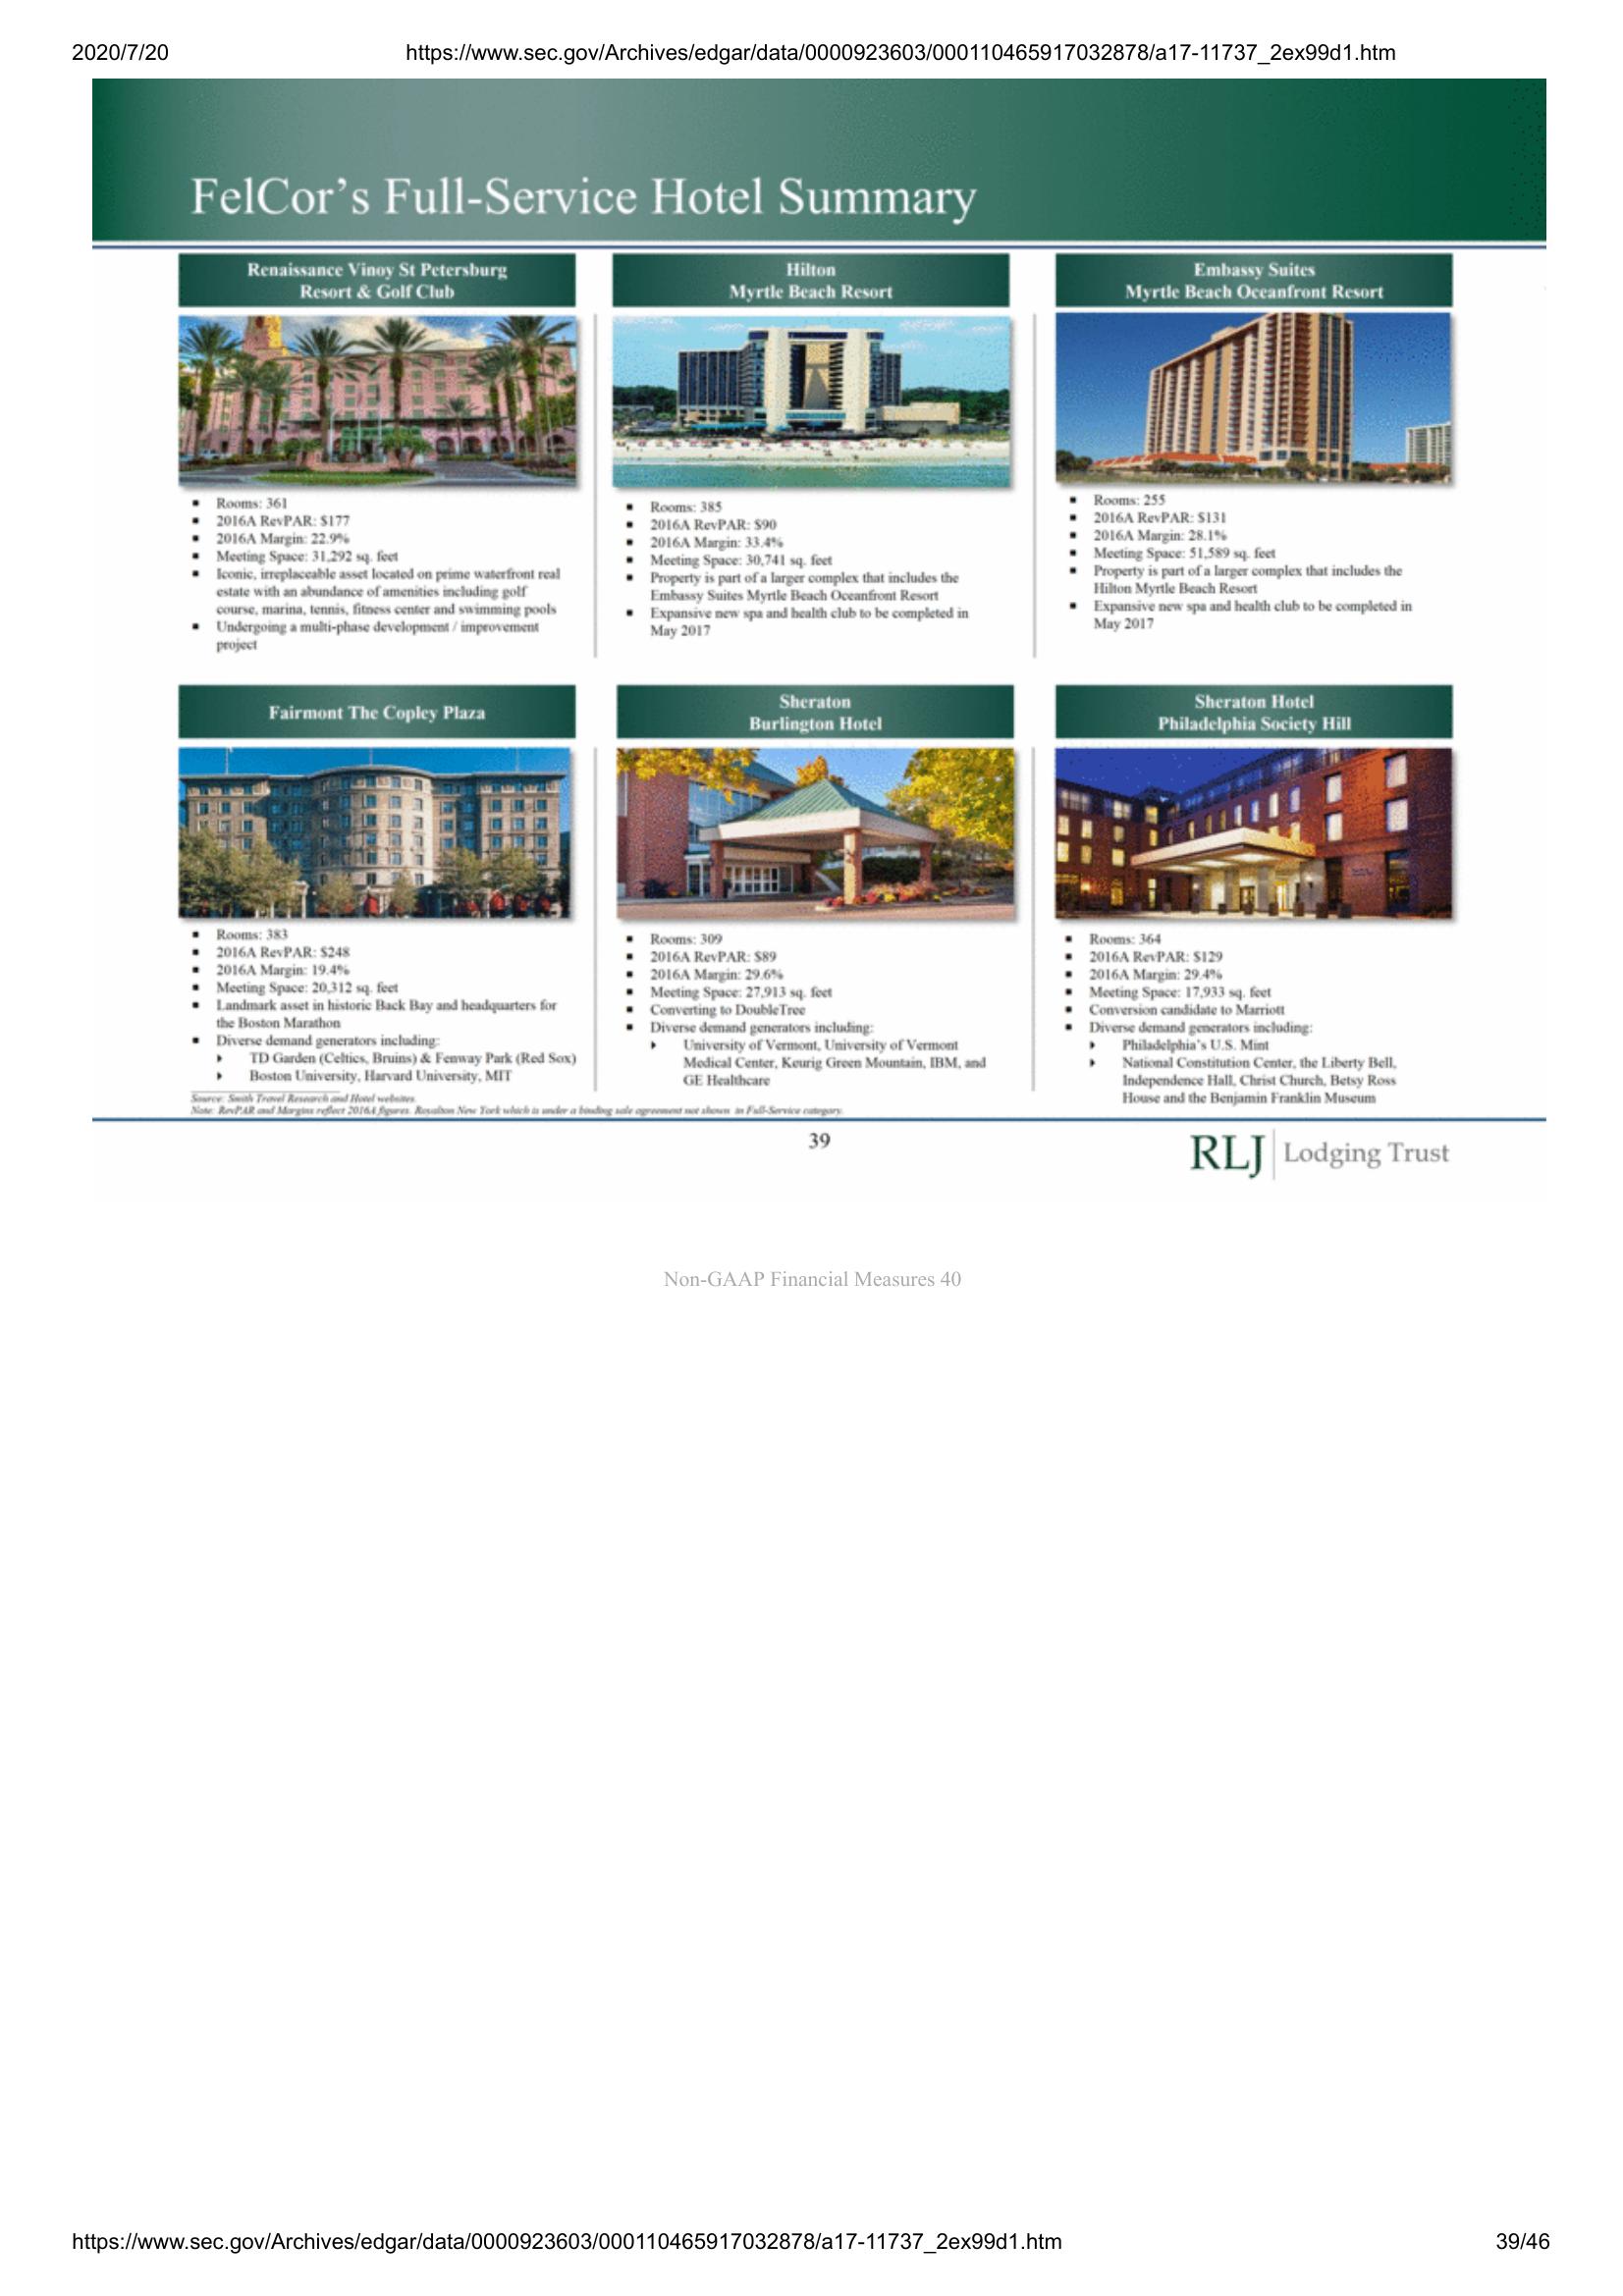 2020/7/20
https://www.sec.gov/Archives/edgar/data/0000923603/000110465917032878/a17-11737_2ex99d1.htm
FelCor’s Full-Service Hotel Summary
Renaissance Vinoy St Petersburg
Resort & Golf Club
▪ Rooms: 361
▪ 2016A RevPAR: $177
▪ 2016A Margin: 22.9%
▪ Meeting Space: 31,292 sq. feet
▪ Iconic, irreplaceable asset located on prime waterfront real
estate with an abundance of amenities including golf
course, marina, tennis, fitness center and swimming pools
▪ Undergoing a multi-phase development / improvement
project
Hilton
Myrtle Beach Resort
▪ Rooms: 385
▪ 2016A RevPAR: $90
▪ 2016A Margin: 33.4%
▪ Meeting Space: 30,741 sq. feet
▪ Property is part of a larger complex that includes the
Embassy Suites Myrtle Beach Oceanfront Resort
▪ Expansive new spa and health club to be completed in
May 2017
Embassy Suites
Myrtle Beach Oceanfront Resort
▪ Rooms: 255
▪ 2016A RevPAR: $131
▪ 2016A Margin: 28.1%
▪ Meeting Space: 51,589 sq. feet
▪ Property is part of a larger complex that includes the
Hilton Myrtle Beach Resort
▪ Expansive new spa and health club to be completed in
May 2017
Fairmont The Copley Plaza
▪ Rooms: 383
▪ 2016A RevPAR: $248
▪ 2016A Margin: 19.4%
▪ Meeting Space: 20,312 sq. feet
▪ Landmark asset in historic Back Bay and headquarters for
the Boston Marathon
▪ Diverse demand generators including:
‣ TD Garden (Celtics, Bruins) & Fenway Park (Red Sox)
‣ Boston University, Harvard University, MIT
Sheraton
Burlington Hotel
▪ Rooms: 309
▪ 2016A RevPAR: $89
▪ 2016A Margin: 29.6%
▪ Meeting Space: 27,913 sq. feet
▪ Converting to DoubleTree
▪ Diverse demand generators including:
‣ University of Vermont, University of Vermont
Medical Center, Keurig Green Mountain, IBM, and
GE Healthcare
Sheraton Hotel
Philadelphia Society Hill
▪ Rooms: 364
▪ 2016A RevPAR: $129
▪ 2016A Margin: 29.4%
▪ Meeting Space: 17,933 sq. feet
▪ Conversion candidate to Marriott
▪ Diverse demand generators including:
‣ Philadelphia’s U.S. Mint
‣ National Constitution Center, the Liberty Bell,
Independence Hall, Christ Church, Betsy Ross
House and the Benjamin Franklin Museum
Source: Smith Travel Research and Hotel websites.
Note: RevPAR and Margins reflect 2016A figures. Royalton New York which is under a binding sale agreement not shown in Full-Service category.
39
RLJ Lodging Trust
Non-GAAP Financial Measures 40
https://www.sec.gov/Archives/edgar/data/0000923603/000110465917032878/a17-11737_2ex99d1.htm
39/46